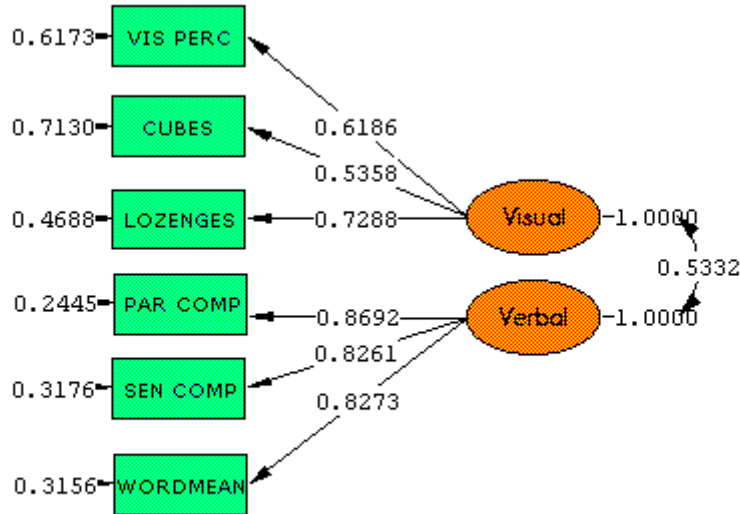 0.6173 VIS PERC
0.6186
0.7130 CUBES
0.5358
0.4688 LOZENGES 0.7288 Visual 1.0000
0.5332
0.2445 PAR COMP 0.8692 Verbal 1.0000
0.8261
0.3176 SEN COMP
0.8273
0.3156 WORDMEAN